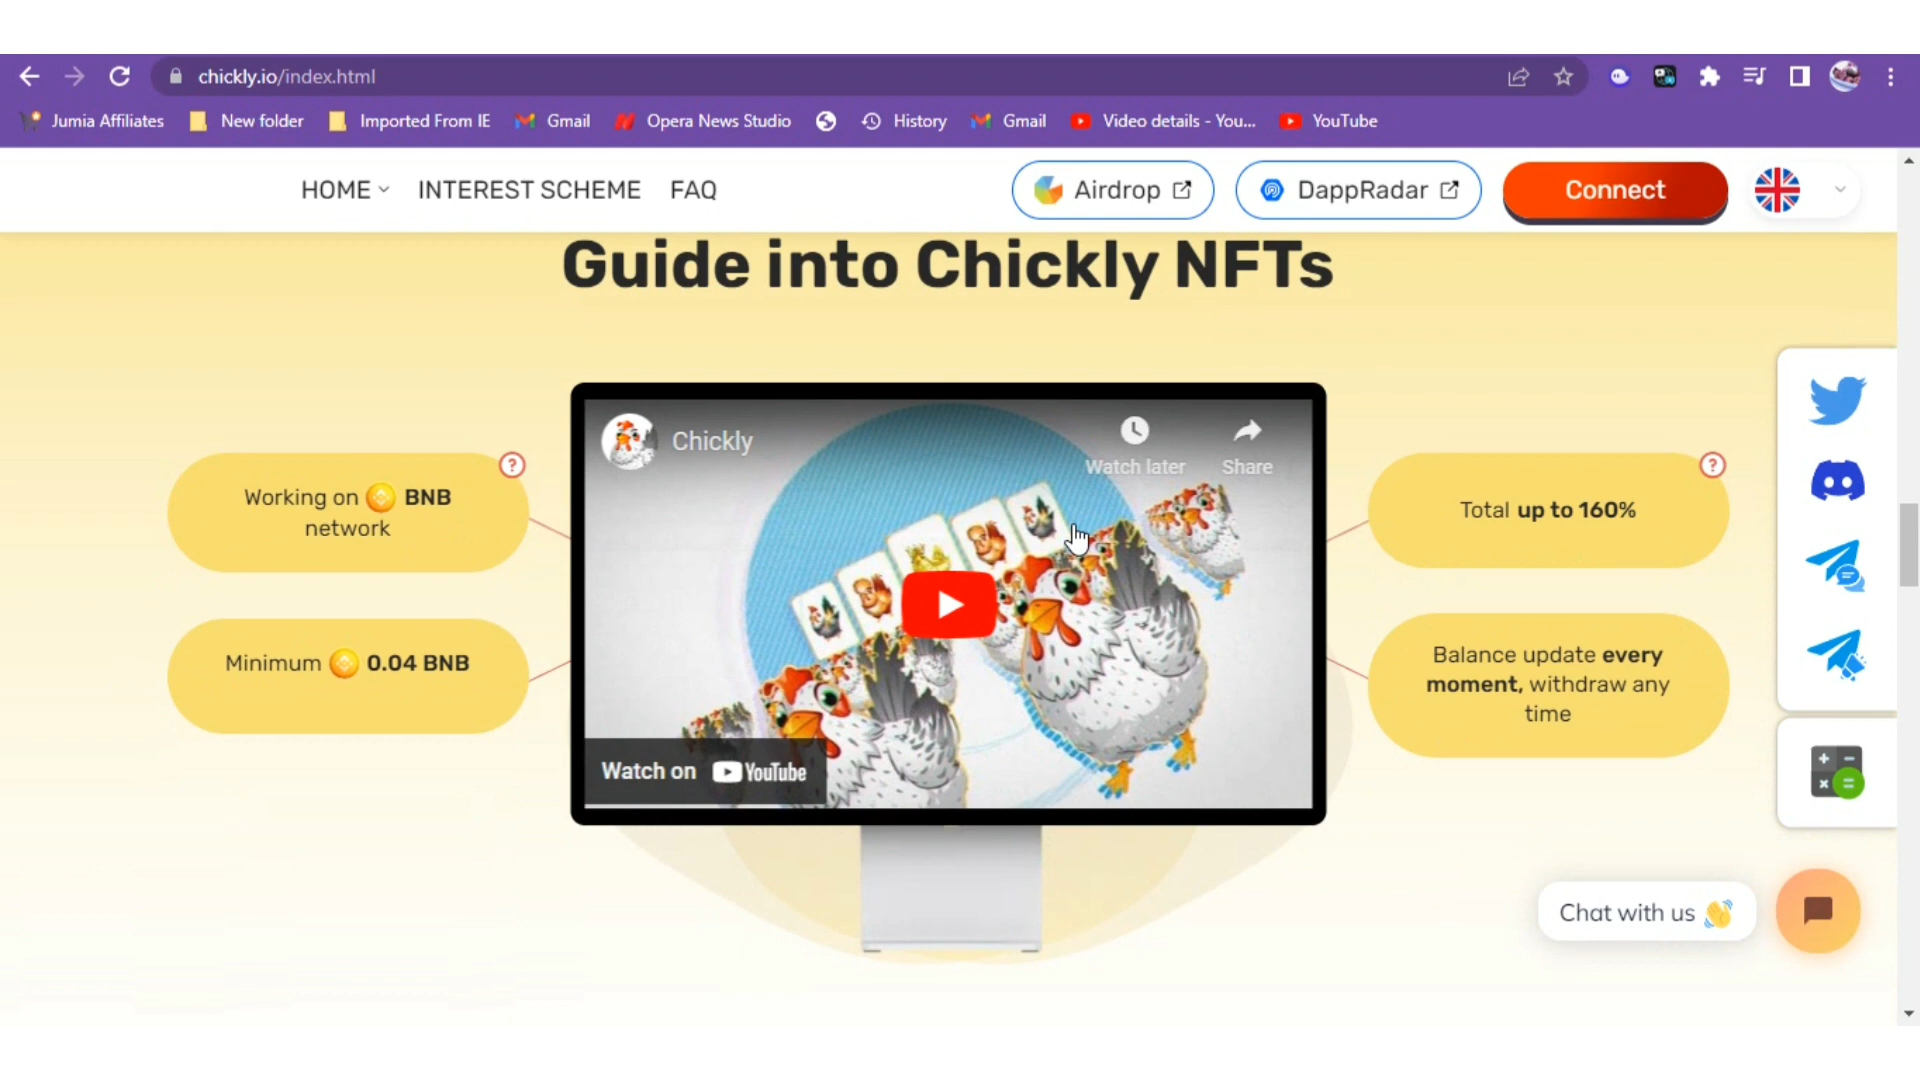 chickly.io/index.html
Jumia Affiliates New folder Imported From IE Gmail Opera News Studio History Gmail Video details - You... YouTube
HOME INTEREST SCHEME FAQ Airdrop DappRadar Connect
Guide into Chickly NFTs
Chickly
Watch later Share
Working on BNB
network
?
Minimum 0.04 BNB
Watch on YouTube
Total up to 160%
?
Balance update every
moment, withdraw any
time
Chat with us